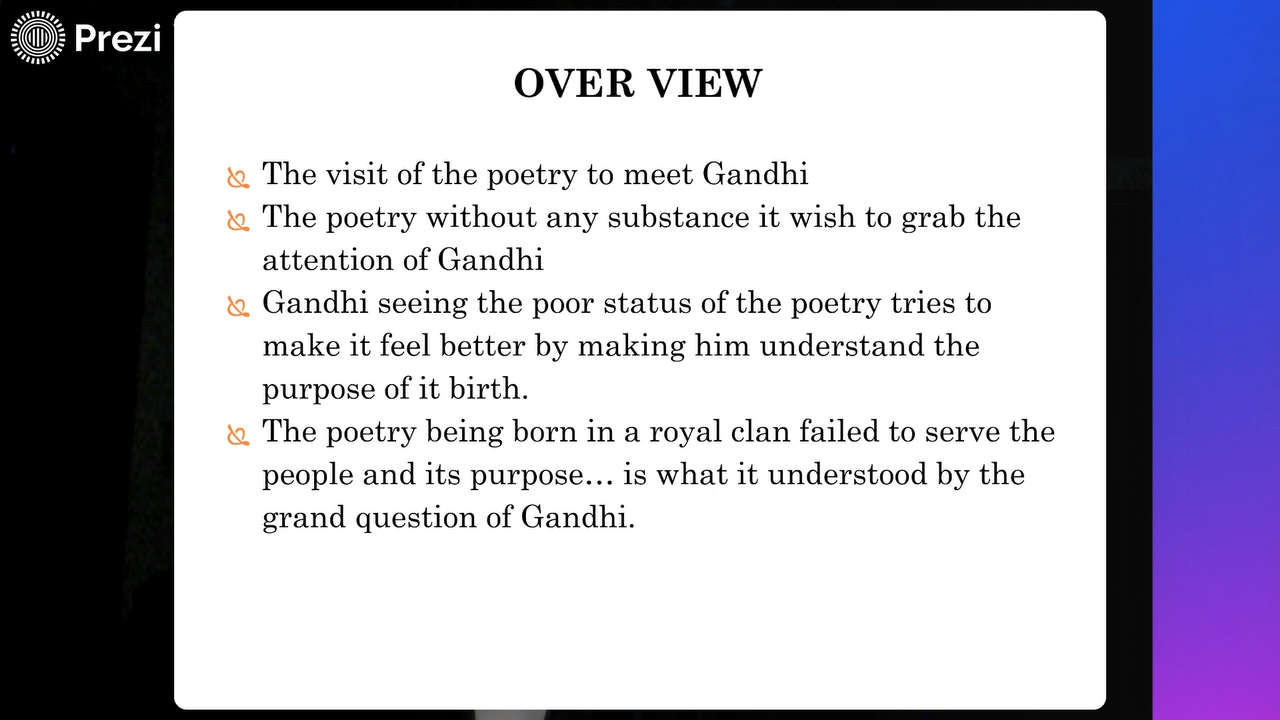 Prezi
OVER VIEW
The visit of the poetry to meet Gandhi
The poetry without any substance it wish to grab the
attention of Gandhi
Gandhi seeing the poor status of the poetry tries to
make it feel better by making him understand the
purpose of it birth.
The poetry being born in a royal clan failed to serve the
people and its purpose… is what it understood by the
grand question of Gandhi.